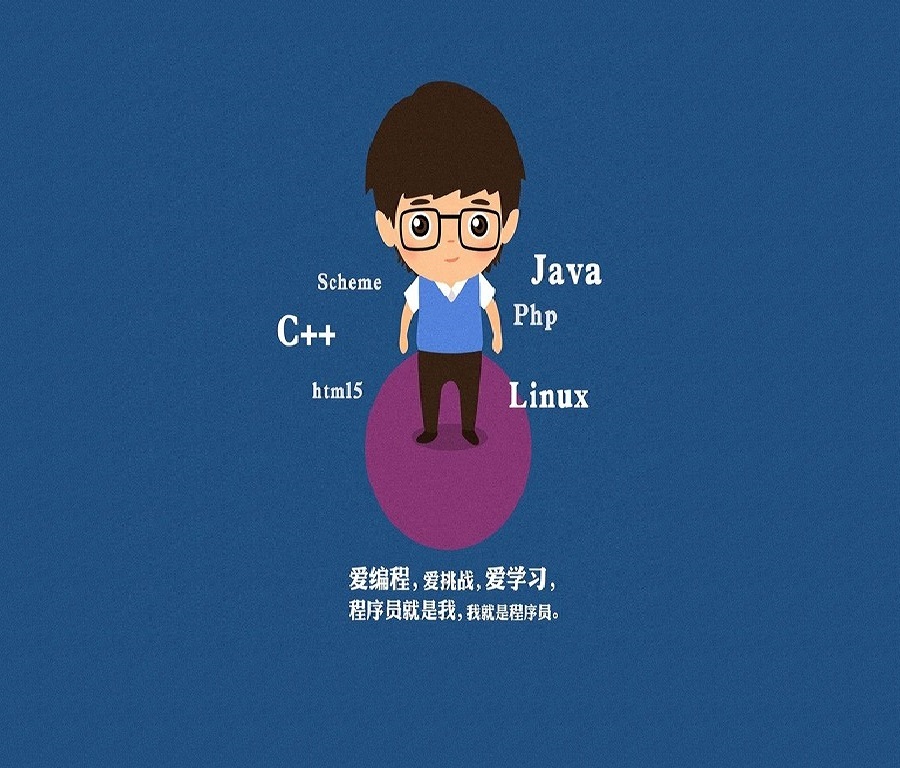 Java
Scheme
Php
C++
html5
Linux
爱编程，爱挑战，爱学习，
程序员就是我，我就是程序员。